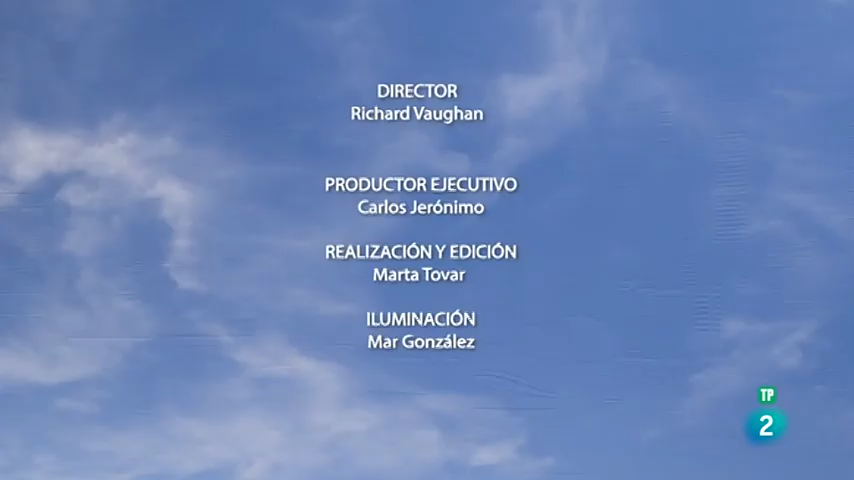 DIRECTOR
Richard Vaughan
PRODUCTOR EJECUTIVO
Carlos Jerónimo
REALIZACIÓN Y EDICIÓN
Marta Tovar
ILUMINACIÓN
Mar González
TP
2